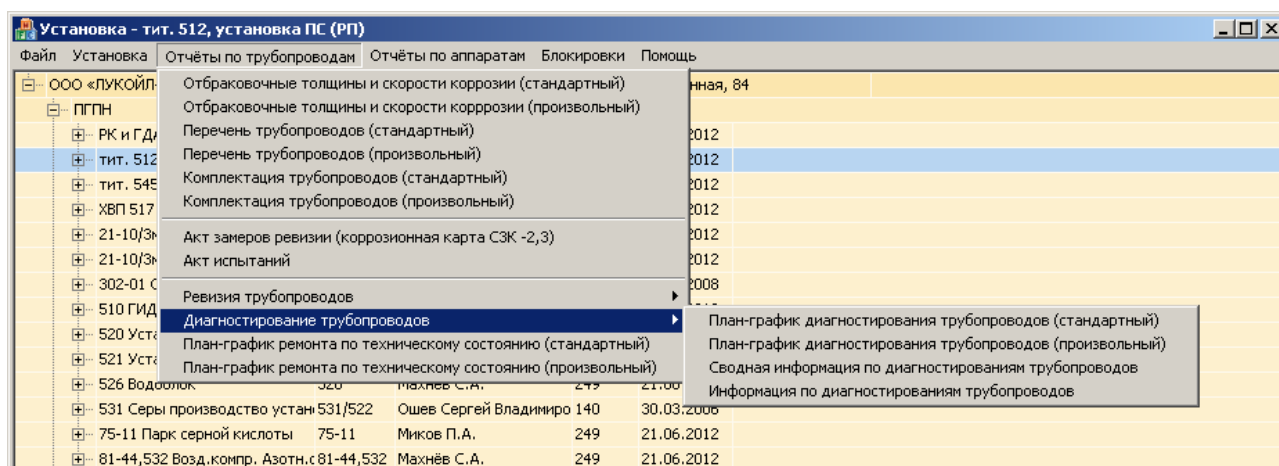 Установка - тит. 512, установка ПС (РП)
Файл Установка Отчёты по трубопроводам Отчёты по аппаратам Блокировки Помощь
ООО «ЛУКОЙЛ- Отбраковочные толщины и скорости коррозии (стандартный) нная, 84
ПГПН Отбраковочные толщины и скорости корррозии (произвольный)
РК и ГД Перечень трубопроводов (стандартный) 2012
тит. 512 Перечень трубопроводов (произвольный) 2012
тит. 545 Комплектация трубопроводов (стандартный) 2012
ХВП 517 Комплектация трубопроводов (произвольный) 2012
21-10/3 Акт замеров ревизии (коррозионная карта СЗК -2,3) 2012
21-10/3 Акт испытаний 2012
302-01 2008
Ревизия трубопроводов
510 ГИД Диагностирование трубопроводов План-график диагностирования трубопроводов (стандартный)
520 Уста План-график ремонта по техническому состоянию (стандартный) План-график диагностирования трубопроводов (произвольный)
521 Уста План-график ремонта по техническому состоянию (произвольный) Сводная информация по диагностированиям трубопроводов
526 Водоблок 526 Махнев С.А. 249 21.06 Информация по диагностированиям трубопроводов
531 Серы производство устан 531/522 Ошев Сергей Владимиро 140 30.03.2006
75-11 Парк серной кислоты 75-11 Миков П.А. 249 21.06.2012
81-44,532 Возд.компр. Азотн.с 81-44,532 Махнёв С.А. 249 21.06.2012